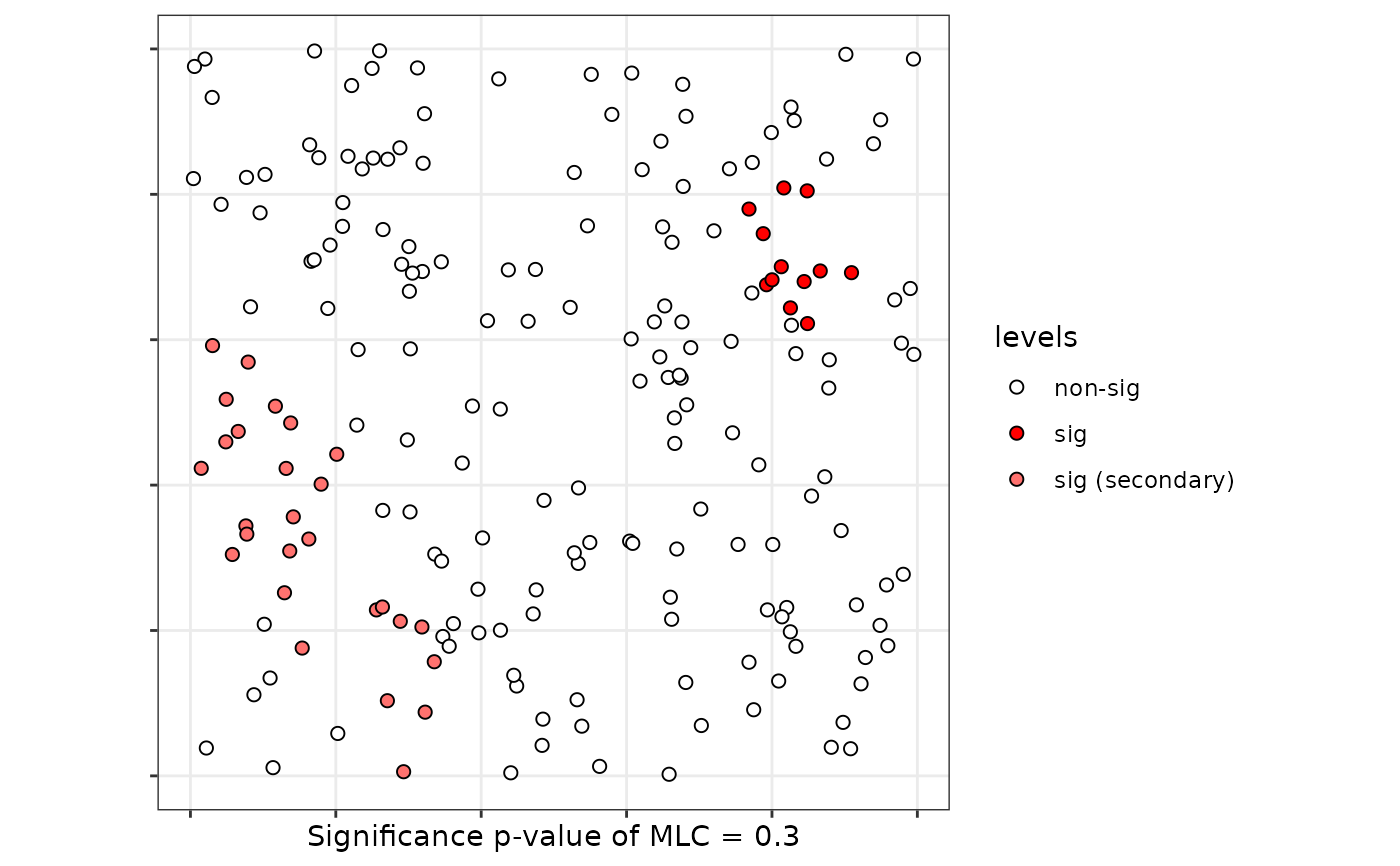 levels
non-sig
sig
sig (secondary)
Significance p-value of MLC = 0.3